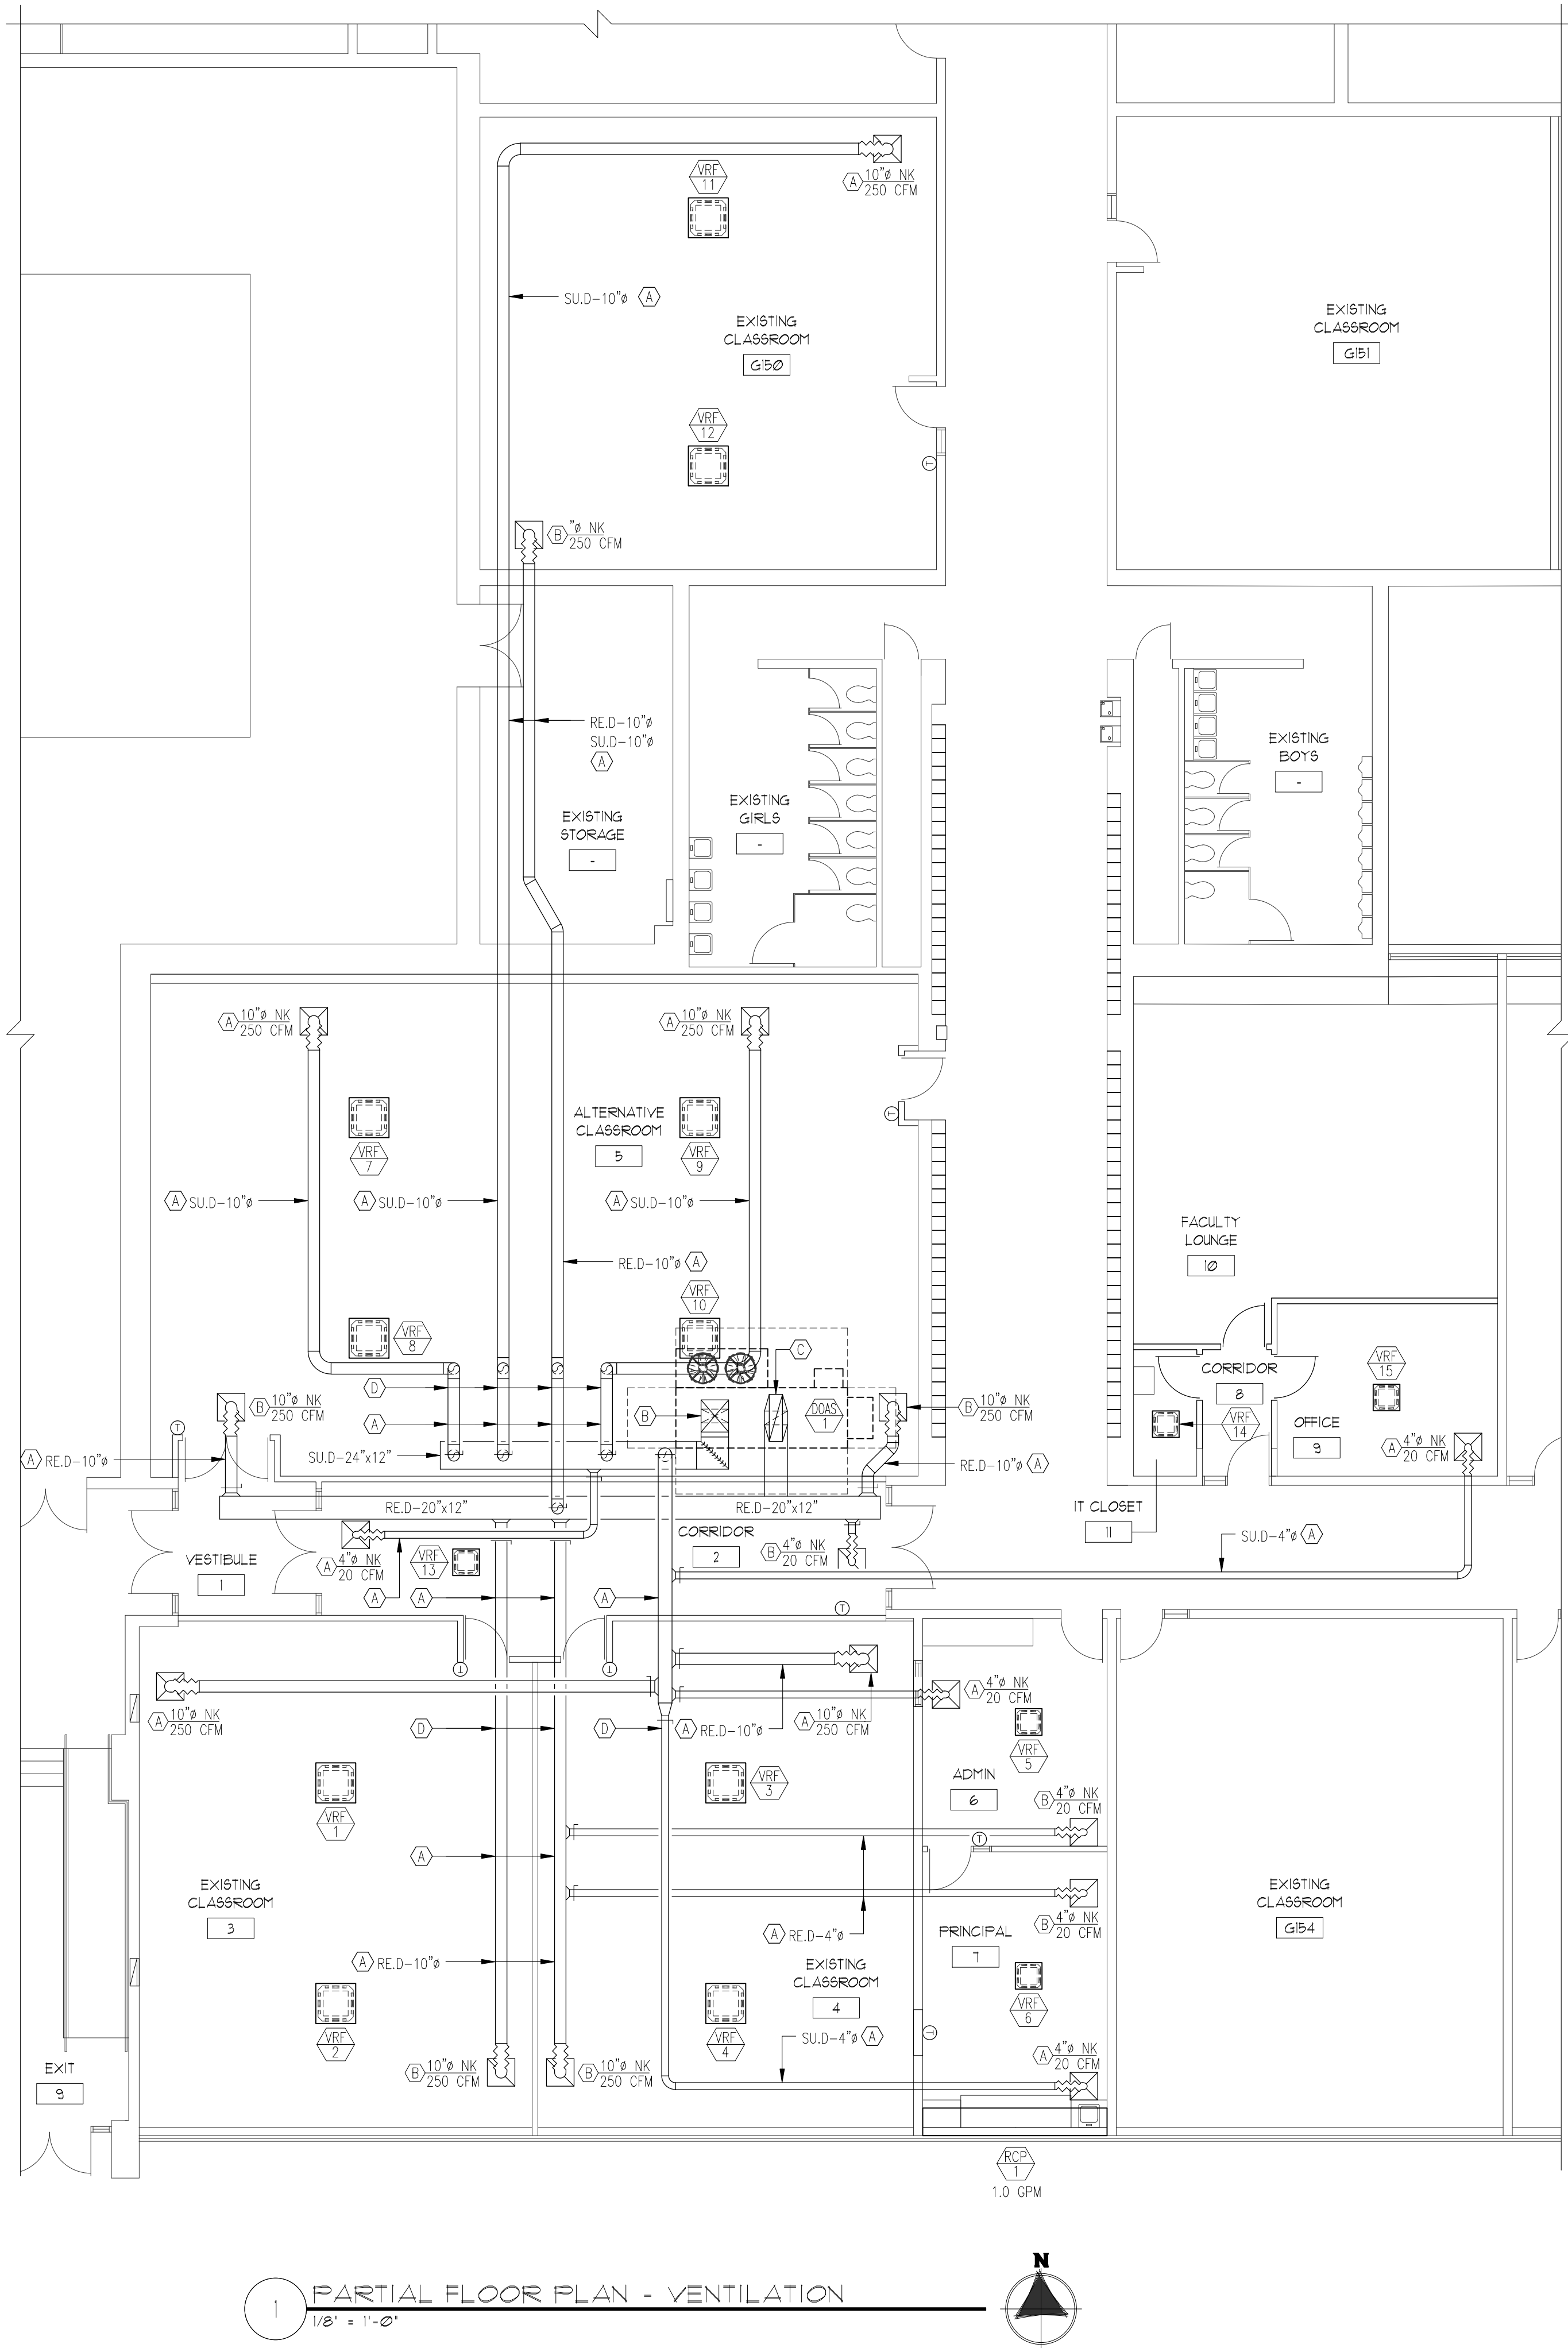 VRF
11
A 10"ø NK
250 CFM
SU.D-10"ø A
EXISTING
CLASSROOM
G150
EXISTING
CLASSROOM
G151
VRF
12
T
B "ø NK
250 CFM
RE.D-10"ø
SU.D-10"ø
A
EXISTING
STORAGE
-
EXISTING
GIRLS
-
EXISTING
BOYS
-
A 10"ø NK
250 CFM
A 10"ø NK
250 CFM
ALTERNATIVE
CLASSROOM
5
T
VRF
7
VRF
9
A SU.D-10"ø
A SU.D-10"ø
A SU.D-10"ø
FACULTY
LOUNGE
10
RE.D-10"ø A
VRF
10
VRF
8
C
D
CORRIDOR
8
VRF
15
B 10"ø NK
250 CFM
A
B
DOAS
1
B 10"ø NK
250 CFM
VRF
14
OFFICE
9
T
A 4"ø NK
20 CFM
A RE.D-10"ø
SU.D-24"x12"
RE.D-10"ø A
RE.D-20"x12"
RE.D-20"x12"
IT CLOSET
11
CORRIDOR
2
SU.D-4"ø A
VESTIBULE
1
A 4"ø NK
20 CFM
VRF
13
B 4"ø NK
20 CFM
A
A
A
T
T
T
A 10"ø NK
250 CFM
D
D
A RE.D-10"ø
A 10"ø NK
250 CFM
A 4"ø NK
20 CFM
VRF
5
VRF
1
VRF
3
ADMIN
6
B 4"ø NK
20 CFM
T
A
EXISTING
CLASSROOM
3
EXISTING
CLASSROOM
G154
A RE.D-4"ø
B 4"ø NK
20 CFM
PRINCIPAL
7
A RE.D-10"ø
EXISTING
CLASSROOM
4
VRF
6
VRF
2
VRF
4
SU.D-4"ø A
T
A 4"ø NK
20 CFM
EXIT
9
B 10"ø NK
250 CFM
B 10"ø NK
250 CFM
RCP
1
1.0 GPM
N
1
PARTIAL FLOOR PLAN - VENTILATION
1/8" = 1'-0"